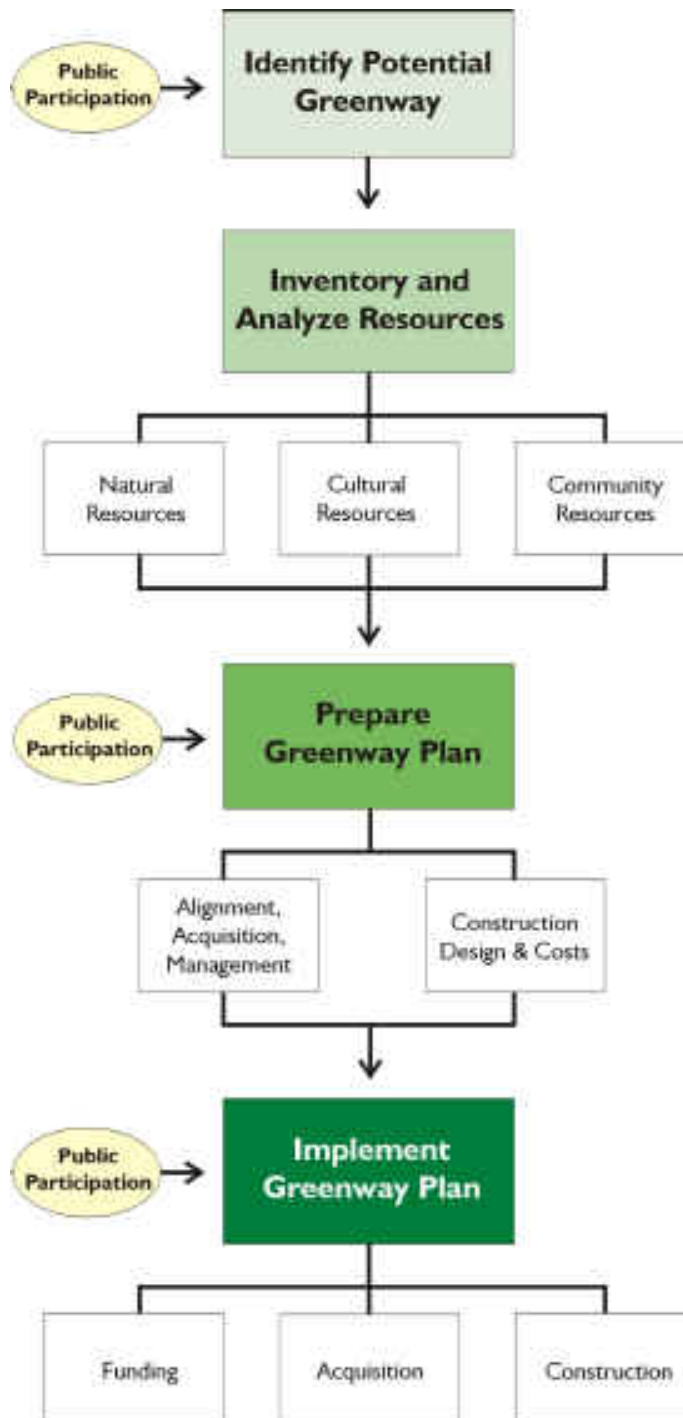 Public
Participation
Identify Potential
Greenway
Inventory and
Analyze Resources
Natural
Resources
Cultural
Resources
Community
Resources
Public
Participation
Prepare
Greenway Plan
Alignment,
Acquisition,
Management
Construction
Design & Costs
Public
Participation
Implement
Greenway Plan
Funding
Acquisition
Construction